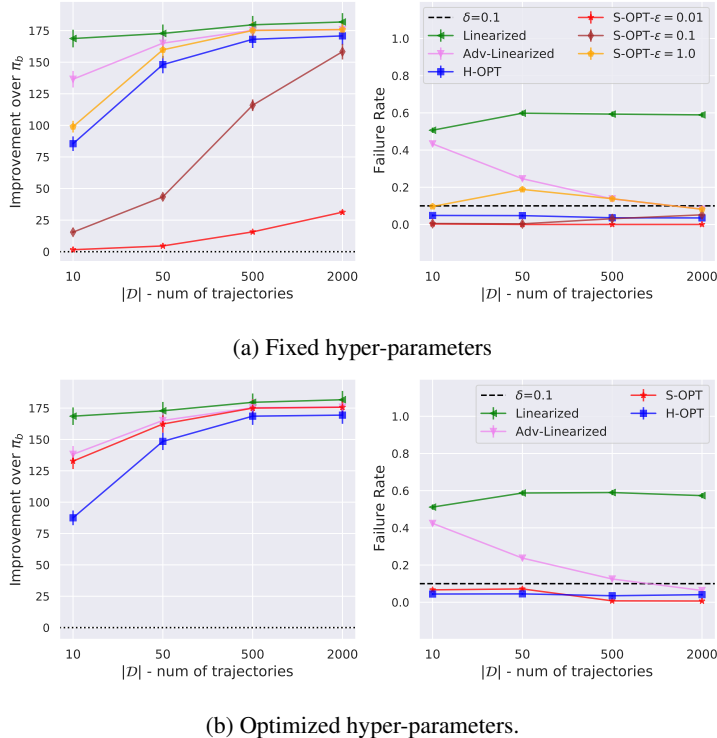 175
150
125
100
75
50
25
0
Improvement over π_b
10 50 500 2000
|𝒟| - num of trajectories
δ=0.1
Linearized
Adv-Linearized
H-OPT
S-OPT-ε = 0.01
S-OPT-ε = 0.1
S-OPT-ε = 1.0
1.0
0.8
0.6
0.4
0.2
0.0
Failure Rate
10 50 500 2000
|𝒟| - num of trajectories
(a) Fixed hyper-parameters
175
150
125
100
75
50
25
0
Improvement over π_b
10 50 500 2000
|𝒟| - num of trajectories
δ=0.1
Linearized
Adv-Linearized
S-OPT
H-OPT
1.0
0.8
0.6
0.4
0.2
0.0
Failure Rate
10 50 500 2000
|𝒟| - num of trajectories
(b) Optimized hyper-parameters.